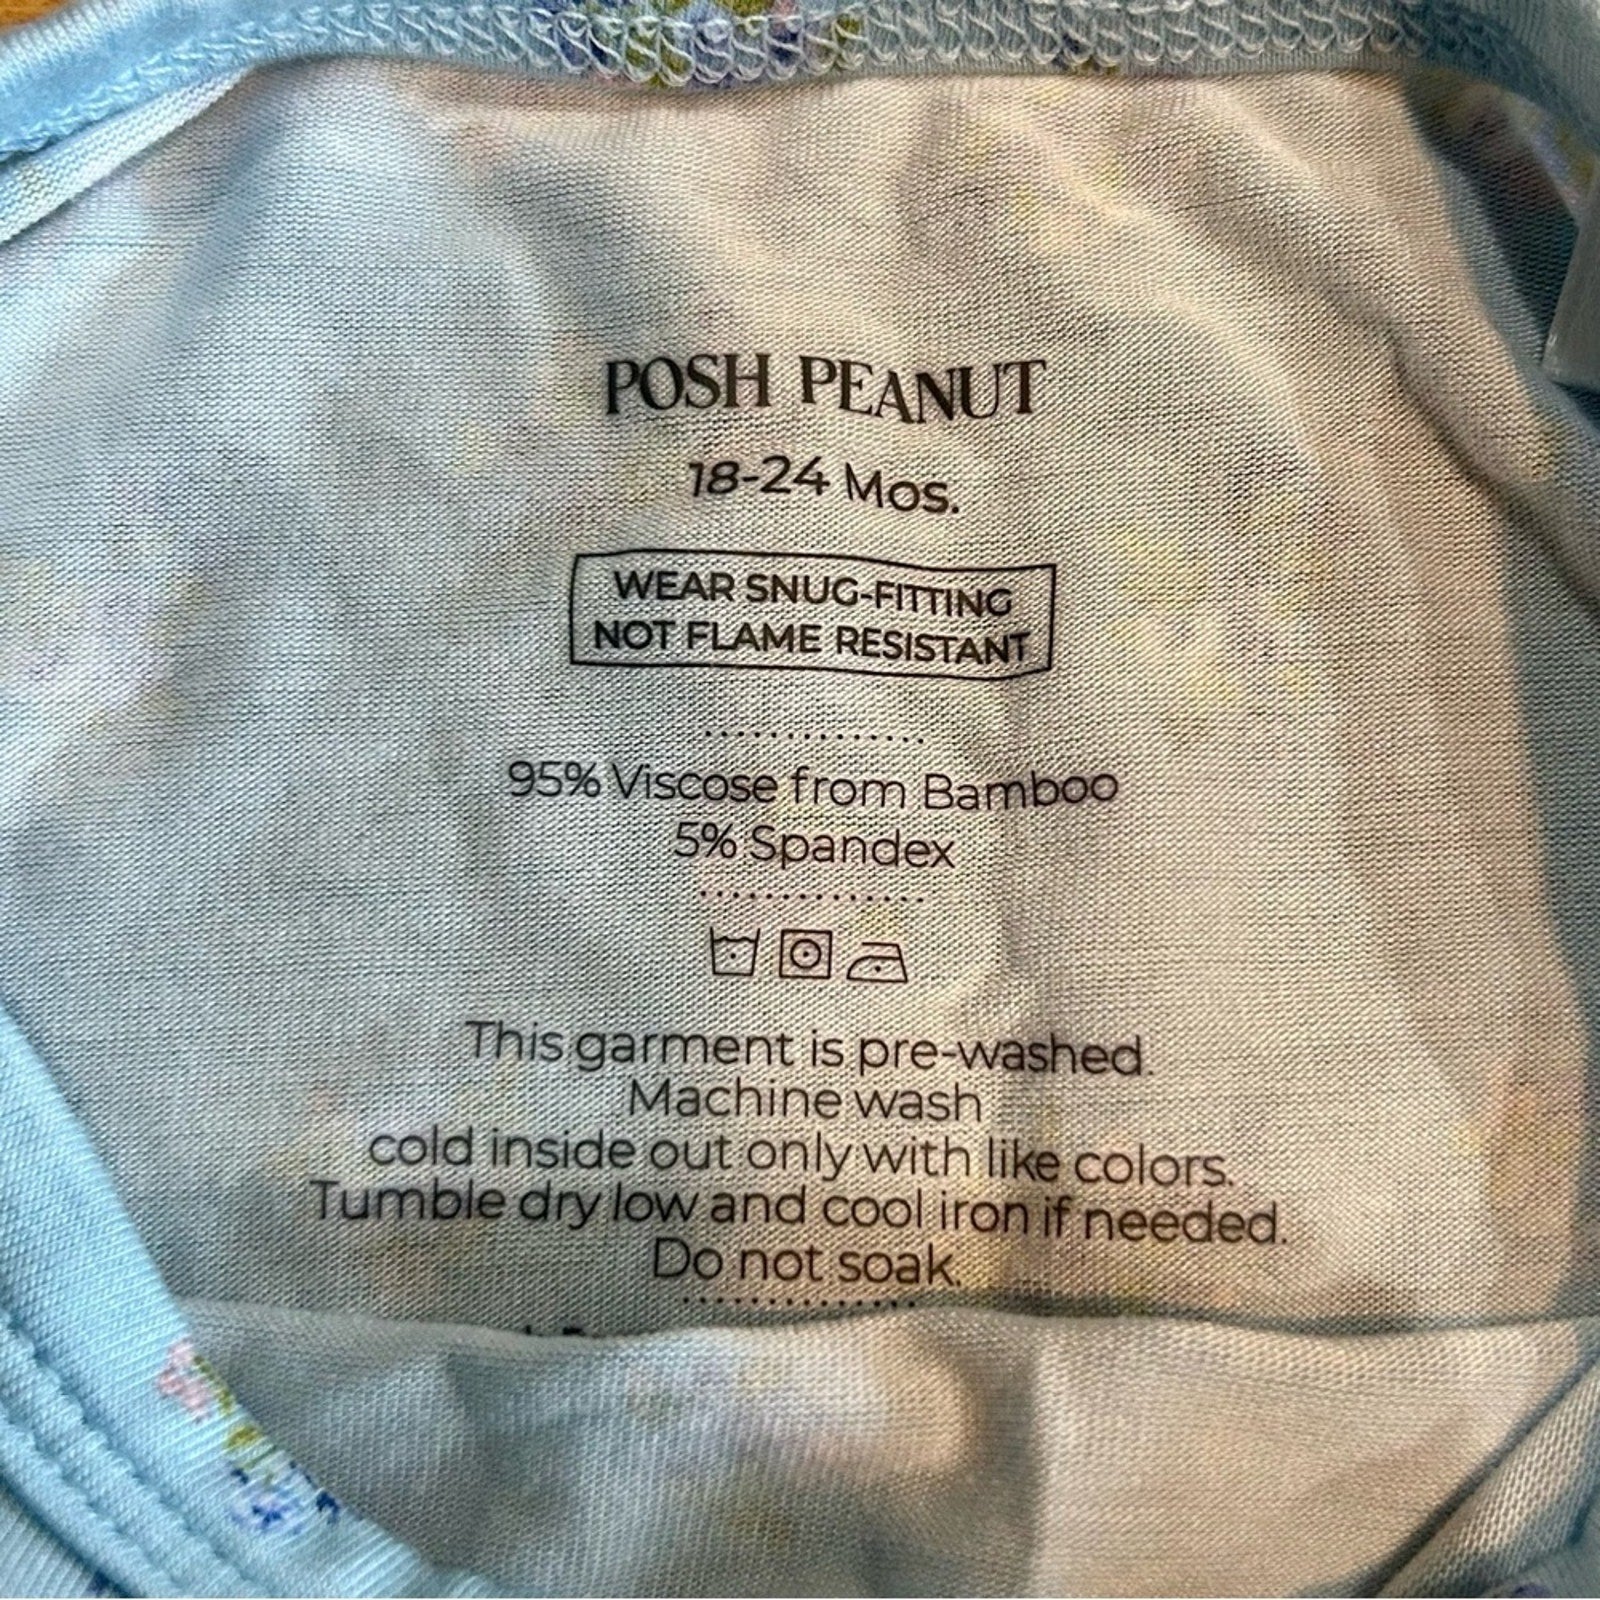 POSH PEANUT
18-24 Mos.
WEAR SNUG-FITTING
NOT FLAME RESISTANT
95% Viscose from Bamboo
5% Spandex
This garment is pre-washed.
Machine wash
cold inside out only with like colors.
Tumble dry low and cool iron if needed.
Do not soak.